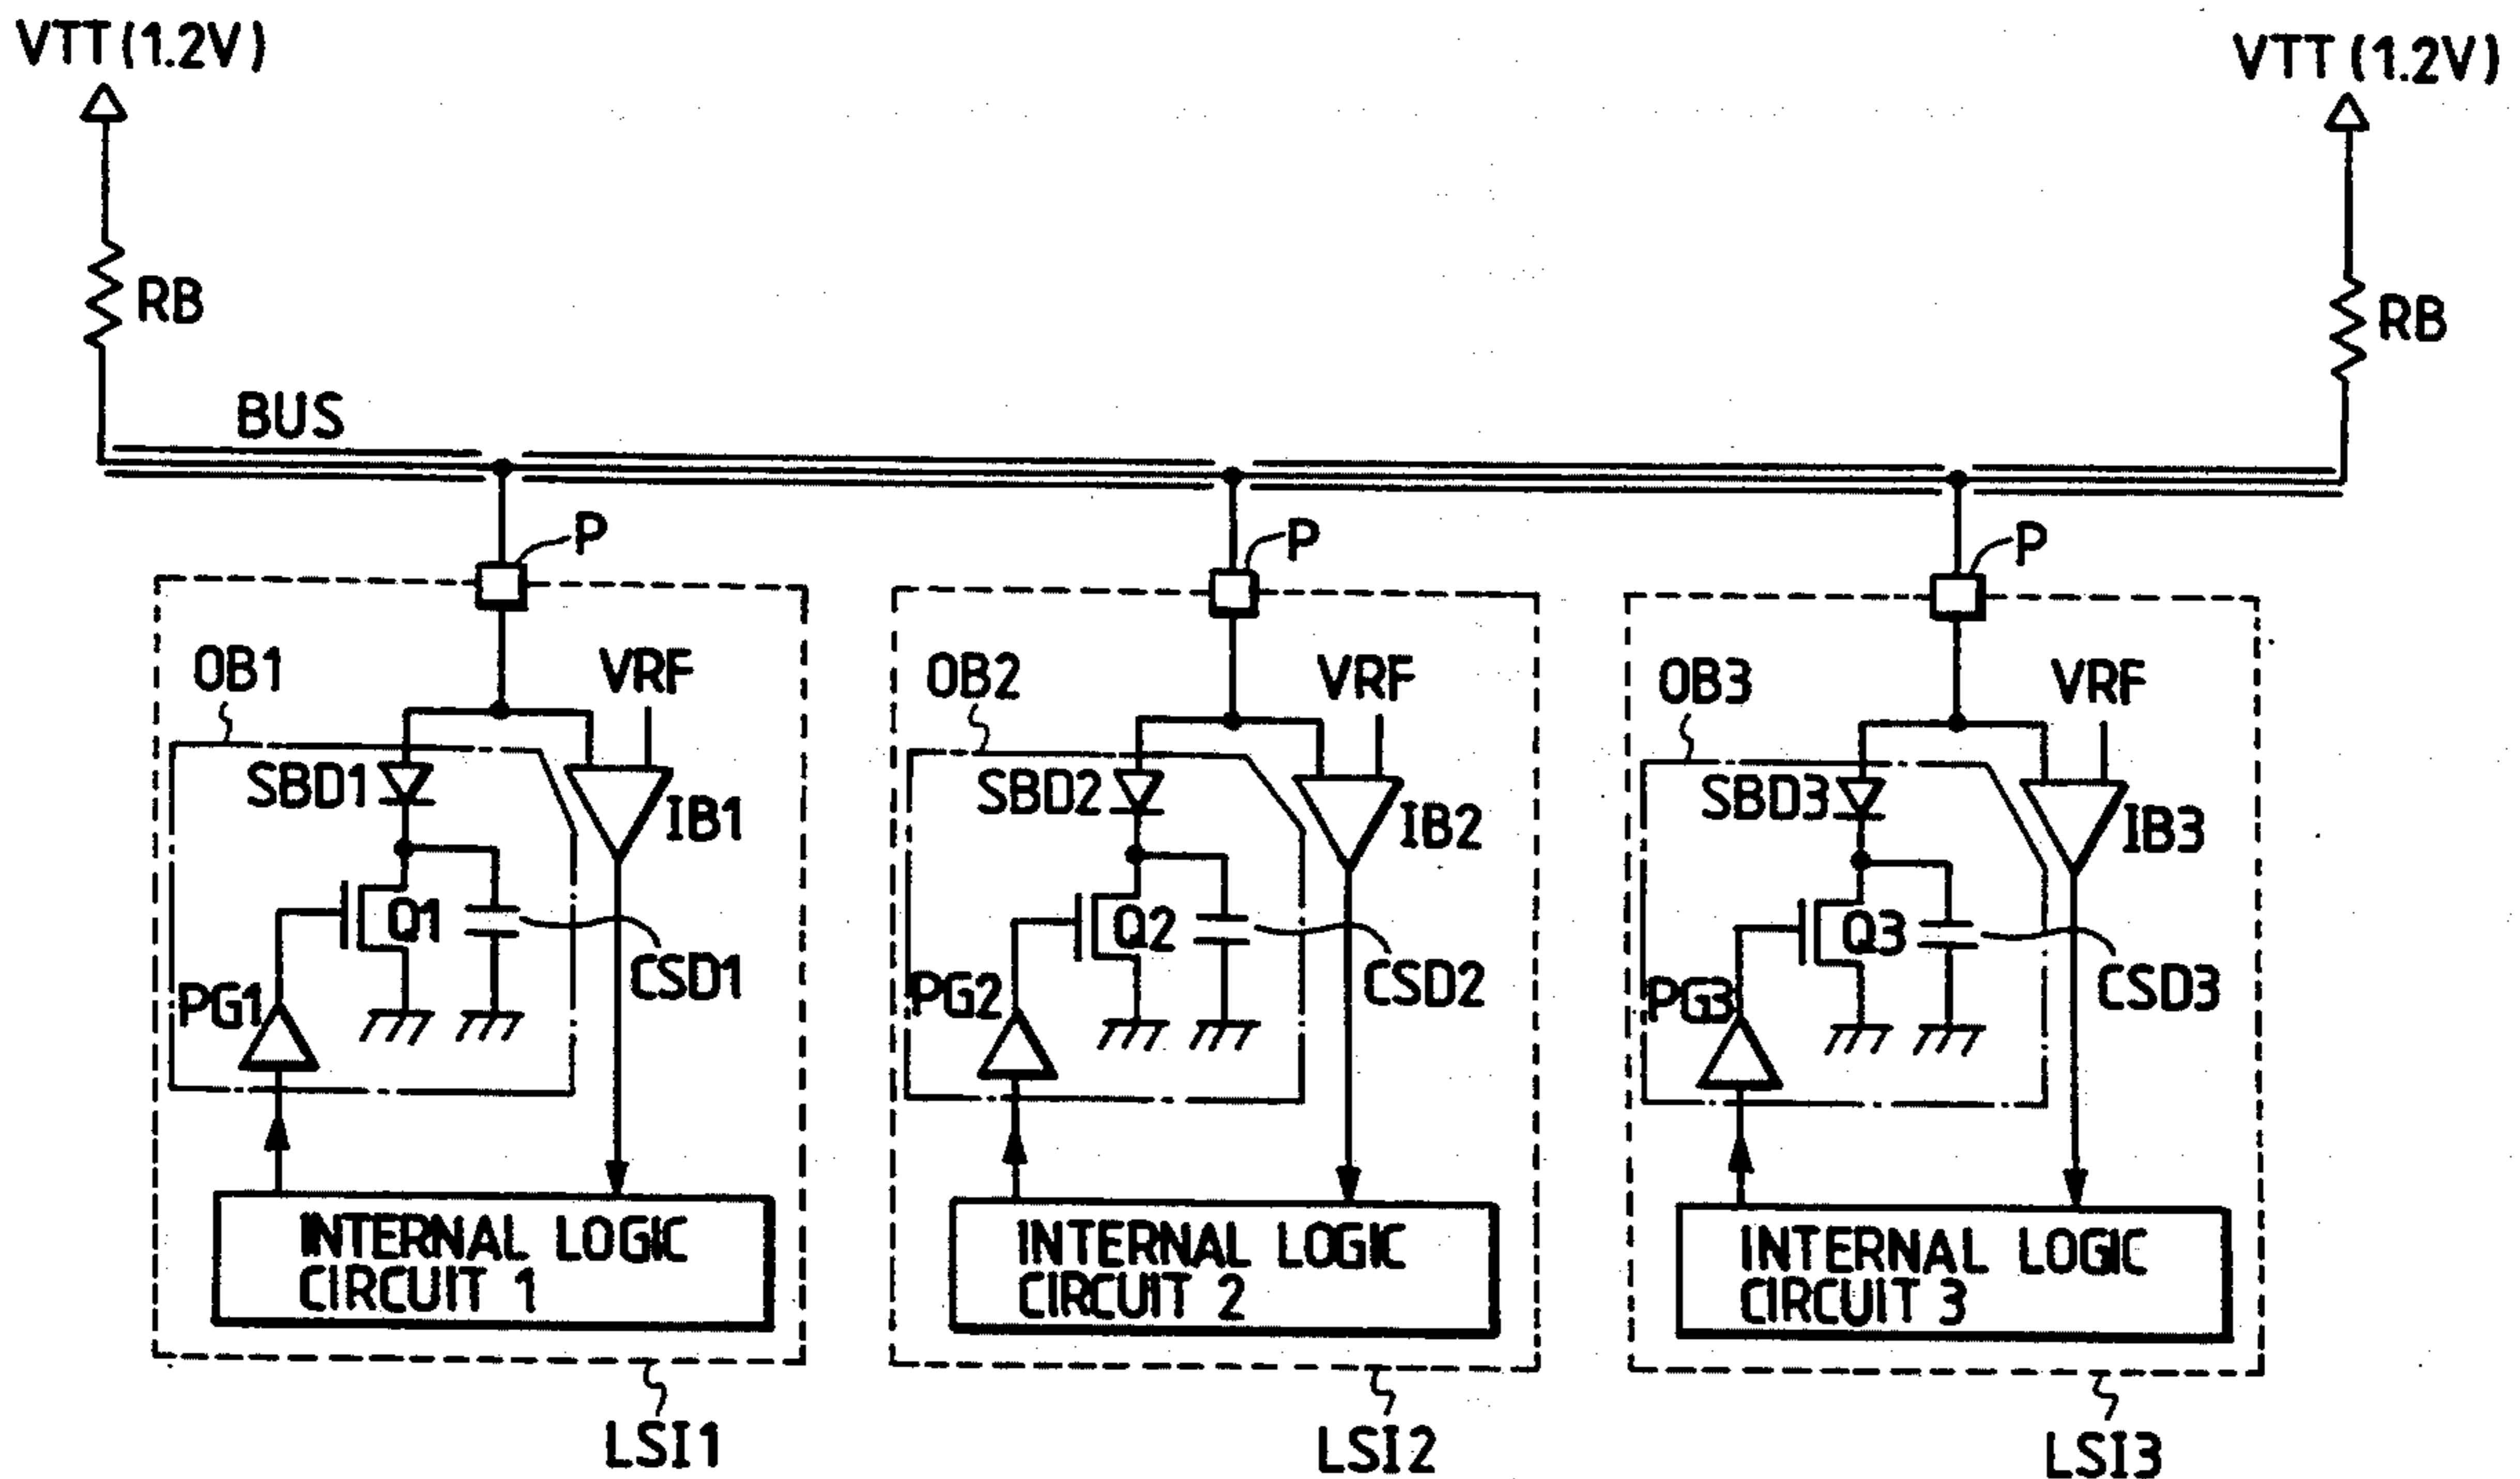 VTT (1.2V)
VTT (1.2V)
RB
RB
BUS
P
P
P
OB1
VRF
OB2
VRF
OB3
VRF
SBD1
IB1
SBD2
IB2
SBD3
IB3
Q1
Q2
Q3
CSD1
CSD2
CSD3
PG1
PG2
PG3
INTERNAL LOGIC
CIRCUIT 1
INTERNAL LOGIC
CIRCUIT 2
INTERNAL LOGIC
CIRCUIT 3
LSI1
LSI2
LSI3